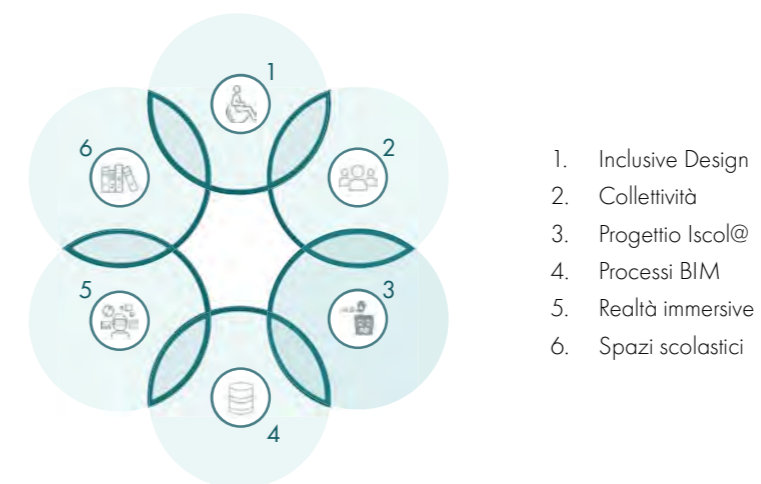 1
2
3
4
5
6
1. Inclusive Design
2. Collettività
3. Progettio Iscol@
4. Processi BIM
5. Realtà immersive
6. Spazi scolastici